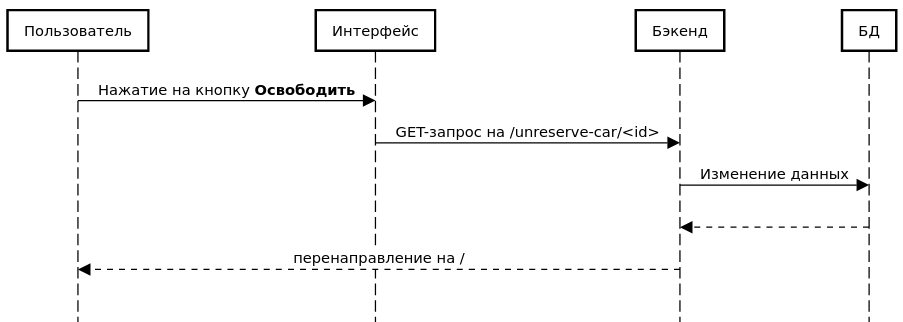 Пользователь
Интерфейс
Бэкенд
БД
Нажатие на кнопку Освободить
GET-запрос на /unreserve-car/<id>
Изменение данных
перенаправление на /